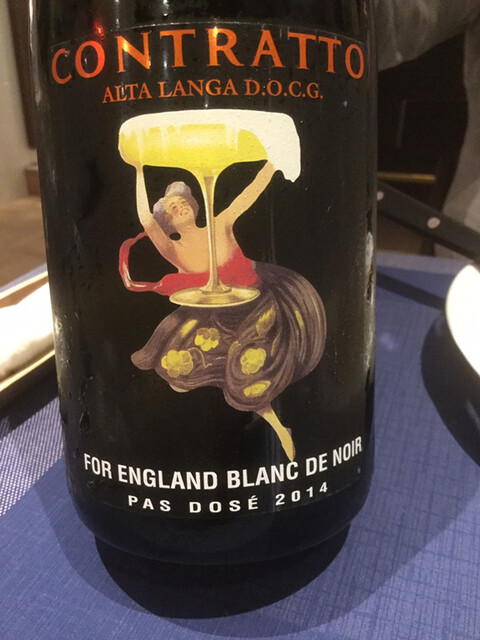 CONTRATTO
ALTA LANGA D.O.C.G.
FOR ENGLAND BLANC DE NOIR
PAS DOSÉ 2014